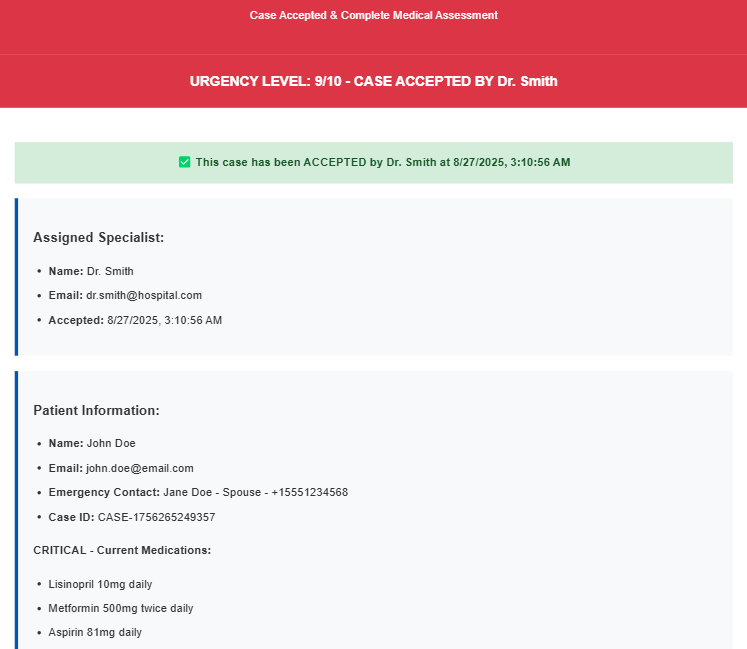 Case Accepted & Complete Medical Assessment
URGENCY LEVEL: 9/10 - CASE ACCEPTED BY Dr. Smith
✅ This case has been ACCEPTED by Dr. Smith at 8/27/2025, 3:10:56 AM
Assigned Specialist:
• Name: Dr. Smith
• Email: dr.smith@hospital.com
• Accepted: 8/27/2025, 3:10:56 AM
Patient Information:
• Name: John Doe
• Email: john.doe@email.com
• Emergency Contact: Jane Doe - Spouse - +15551234568
• Case ID: CASE-1756265249357
CRITICAL - Current Medications:
• Lisinopril 10mg daily
• Metformin 500mg twice daily
• Aspirin 81mg daily